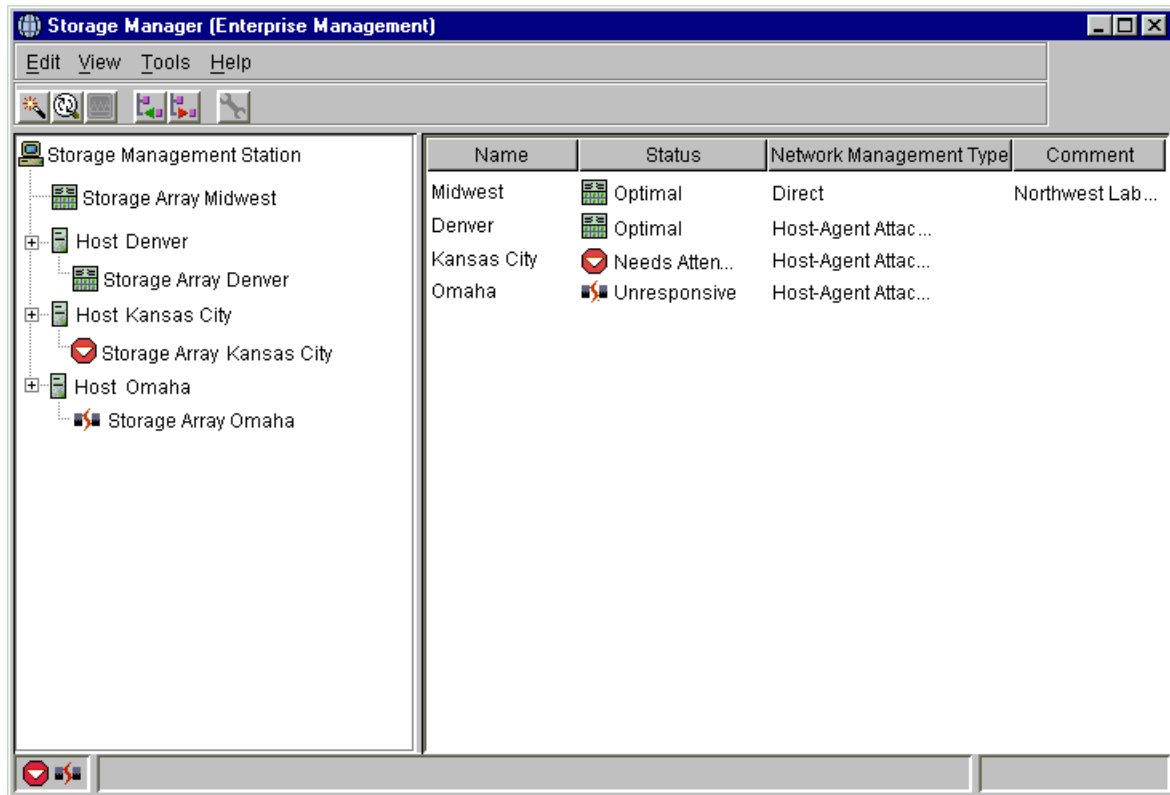 Storage Manager (Enterprise Management)
Edit View Tools Help
Storage Management Station
Storage Array Midwest
Host Denver
Storage Array Denver
Host Kansas City
Storage Array Kansas City
Host Omaha
Storage Array Omaha
Name Status Network Management Type Comment
Midwest Optimal Direct Northwest Lab...
Denver Optimal Host-Agent Attac...
Kansas City Needs Atten... Host-Agent Attac...
Omaha Unresponsive Host-Agent Attac...